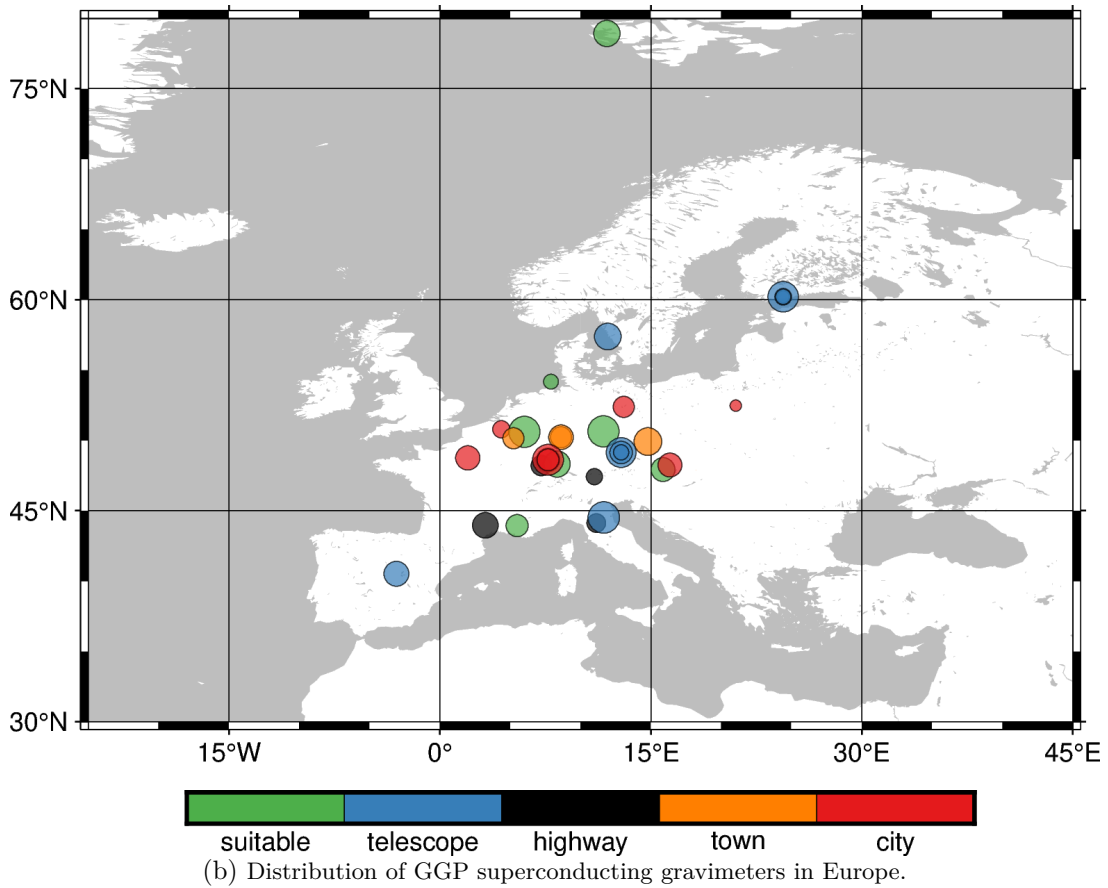 75°N
60°N
45°N
30°N
15°W 0° 15°E 30°E 45°E
suitable telescope highway town city
(b) Distribution of GGP superconducting gravimeters in Europe.